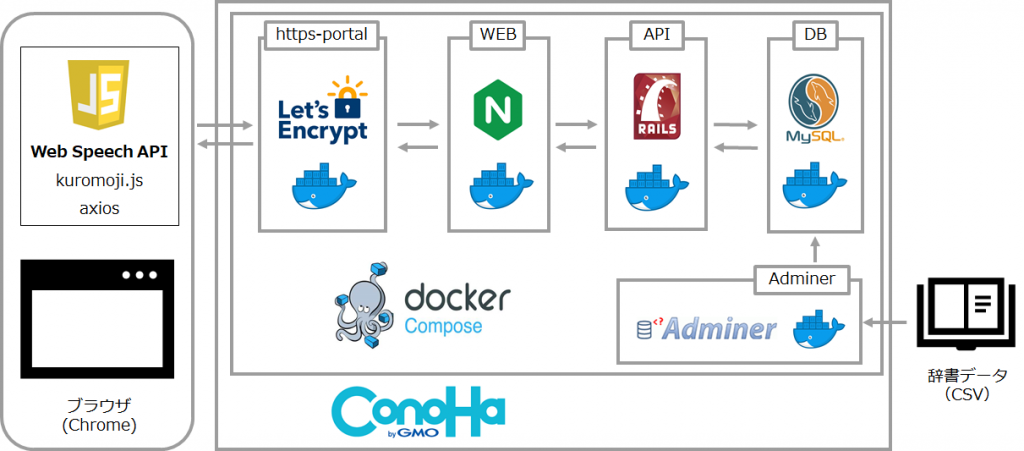 JS
Web Speech API
kuromoji.js
axios
ブラウザ
(Chrome)
https-portal
Let's
Encrypt
WEB
N
API
RAILS
DB
MySQL®
docker
Compose
Adminer
<?Adminer
ConoHa
by GMO
辞書データ
（CSV）